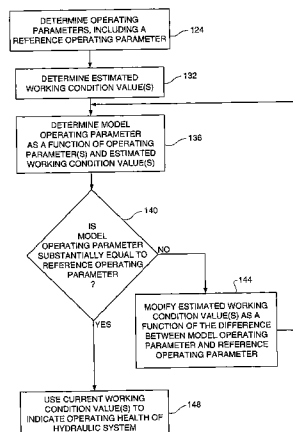 DETERMINE OPERATING
PARAMETERS, INCLUDING A
REFERENCE OPERATING PARAMETER
124
DETERMINE ESTIMATED
WORKING CONDITION VALUE(S)
132
DETERMINE MODEL
OPERATING PARAMETER
AS A FUNCTION OF OPERATING
PARAMETER(S) AND ESTIMATED
WORKING CONDITION VALUE(S)
136
IS
MODEL
OPERATING PARAMETER
SUBSTANTIALLY EQUAL TO
REFERENCE OPERATING
PARAMETER
?
140
NO
144
MODIFY ESTIMATED WORKING
CONDITION VALUE(S) AS A
FUNCTION OF THE DIFFERENCE
BETWEEN MODEL OPERATING
PARAMETER AND REFERENCE
OPERATING PARAMETER
YES
USE CURRENT WORKING
CONDITION VALUE(S) TO
INDICATE OPERATING HEALTH OF
HYDRAULIC SYSTEM
148